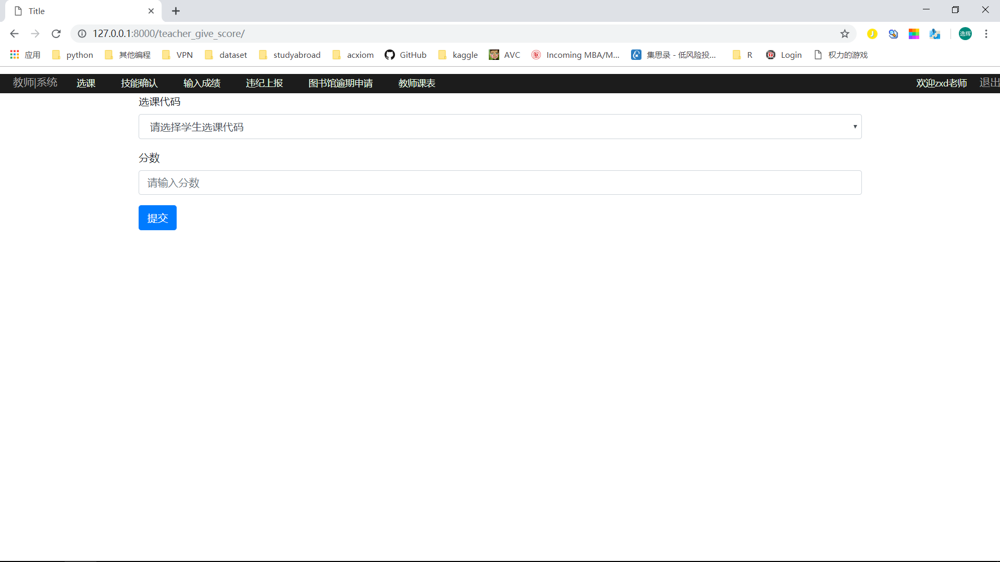 Title
127.0.0.1:8000/teacher_give_score/
逸辉
应用 python 其他编程 VPN dataset studyabroad acxiom GitHub kaggle AVC Incoming MBA/M... 集思录 - 低风险投... R Login 权力的游戏
教师|系统 选课 技能确认 输入成绩 违纪上报 图书馆逾期申请 教师课表 欢迎zxd老师 退出
选课代码
请选择学生选课代码
分数
请输入分数
提交